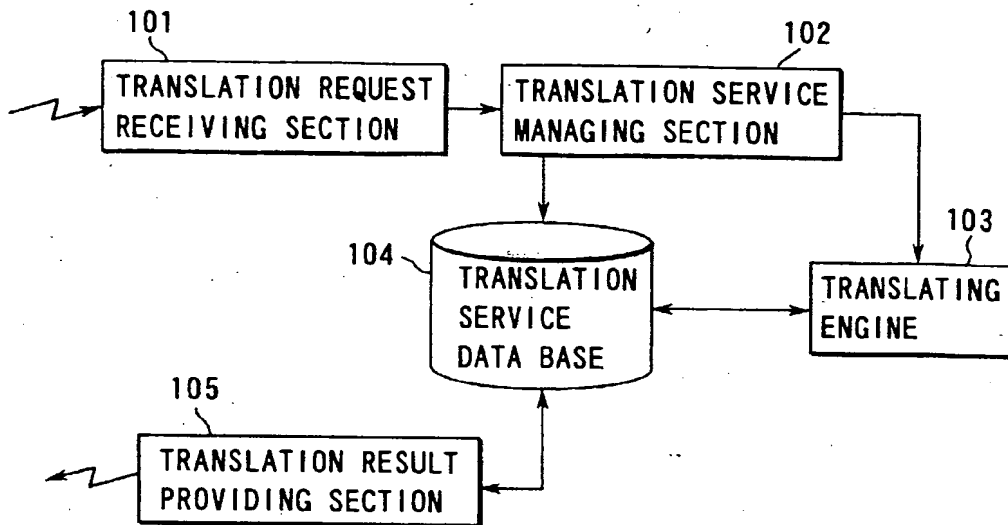 101
TRANSLATION REQUEST
RECEIVING SECTION
102
TRANSLATION SERVICE
MANAGING SECTION
103
TRANSLATING
ENGINE
104
TRANSLATION
SERVICE
DATA BASE
105
TRANSLATION RESULT
PROVIDING SECTION